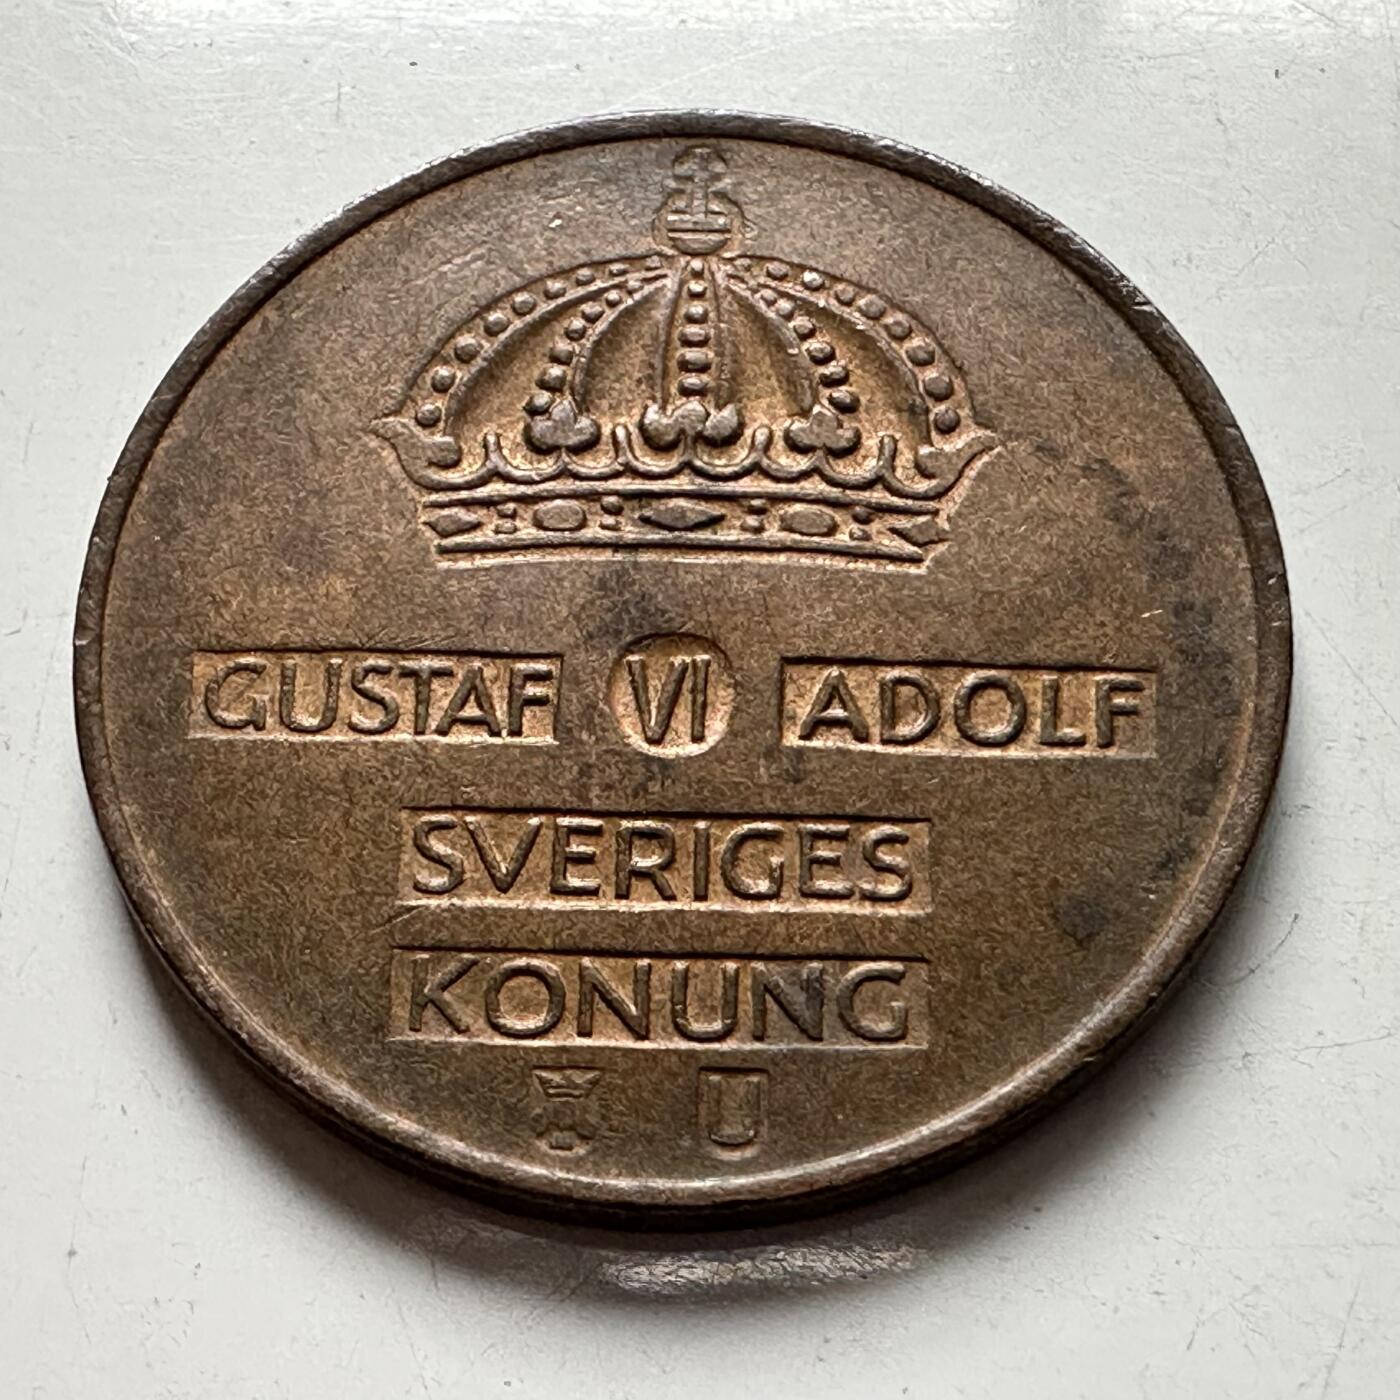 GUSTAF VI ADOLF
SVERIGES
KONUNG
U